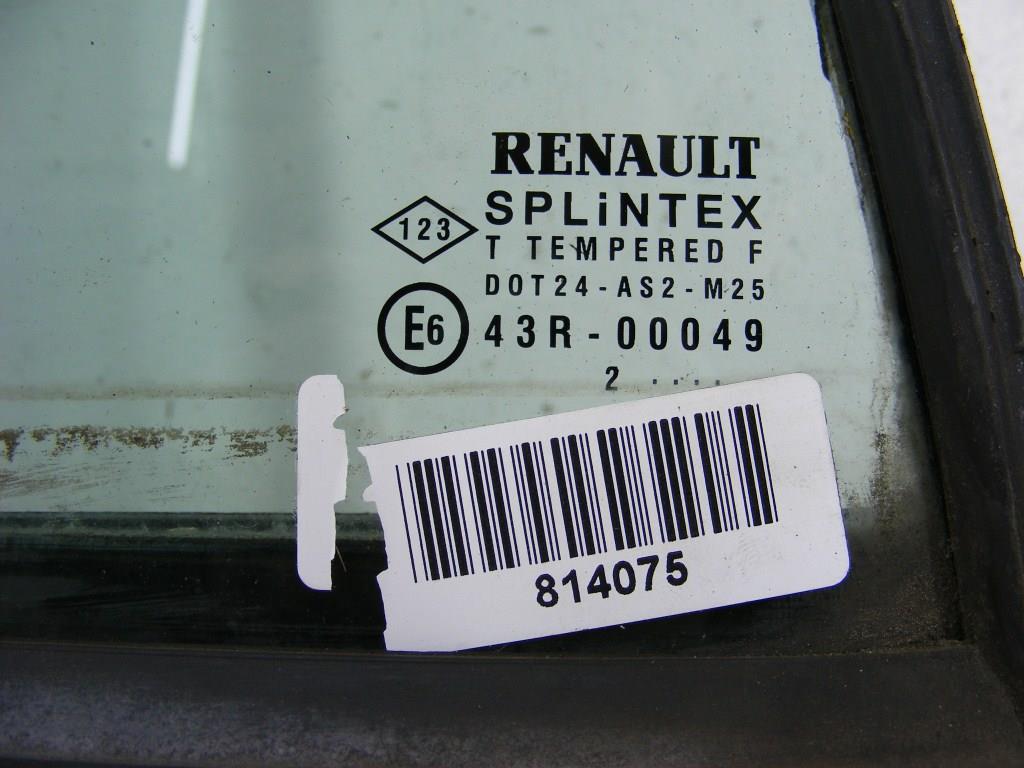 RENAULT
SPLiNTEX
123
T TEMPERED F
DOT24-AS2-M25
E6
43R-00049
2 ....
814075